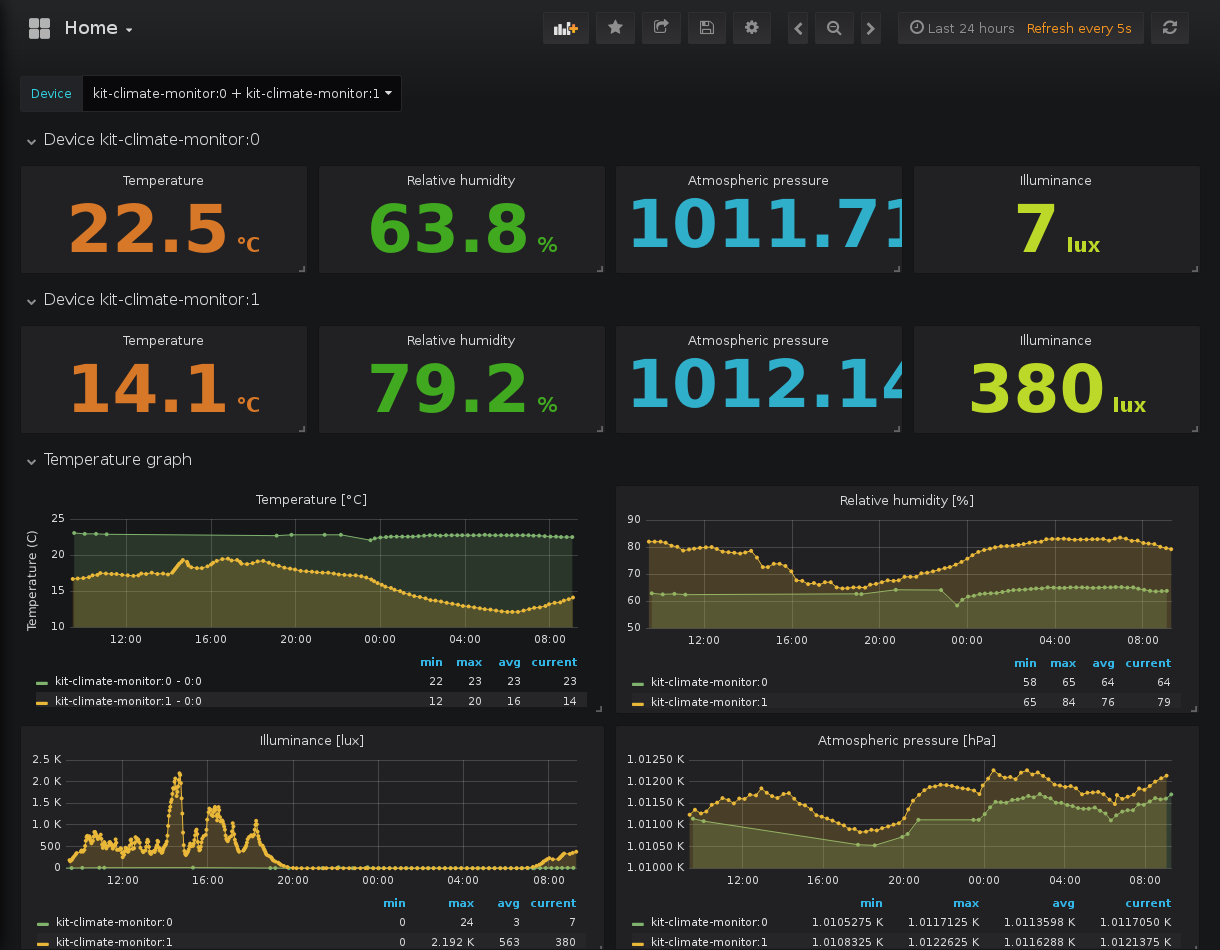 Home
Last 24 hours Refresh every 5s
Device kit-climate-monitor:0 + kit-climate-monitor:1
Device kit-climate-monitor:0
Temperature Relative humidity Atmospheric pressure Illuminance
22.5 °C 63.8 % 1011.71 7 lux
Device kit-climate-monitor:1
Temperature Relative humidity Atmospheric pressure Illuminance
14.1 °C 79.2 % 1012.14 380 lux
Temperature graph
Temperature [°C]
Temperature (C)
25
20
15
10
12:00 16:00 20:00 00:00 04:00 08:00
min max avg current
kit-climate-monitor:0 - 0:0 22 23 23 23
kit-climate-monitor:1 - 0:0 12 20 16 14
Relative humidity [%]
90
80
70
60
50
12:00 16:00 20:00 00:00 04:00 08:00
min max avg current
kit-climate-monitor:0 58 65 64 64
kit-climate-monitor:1 65 84 76 79
Illuminance [lux]
2.5 K
2.0 K
1.5 K
1.0 K
500
0
12:00 16:00 20:00 00:00 04:00 08:00
min max avg current
kit-climate-monitor:0 0 24 3 7
kit-climate-monitor:1 0 2.192 K 563 380
Atmospheric pressure [hPa]
1.01250 K
1.01200 K
1.01150 K
1.01100 K
1.01050 K
1.01000 K
12:00 16:00 20:00 00:00 04:00 08:00
min max avg current
kit-climate-monitor:0 1.0105275 K 1.0117125 K 1.0113598 K 1.0117050 K
kit-climate-monitor:1 1.0108325 K 1.0122625 K 1.0116288 K 1.0121375 K